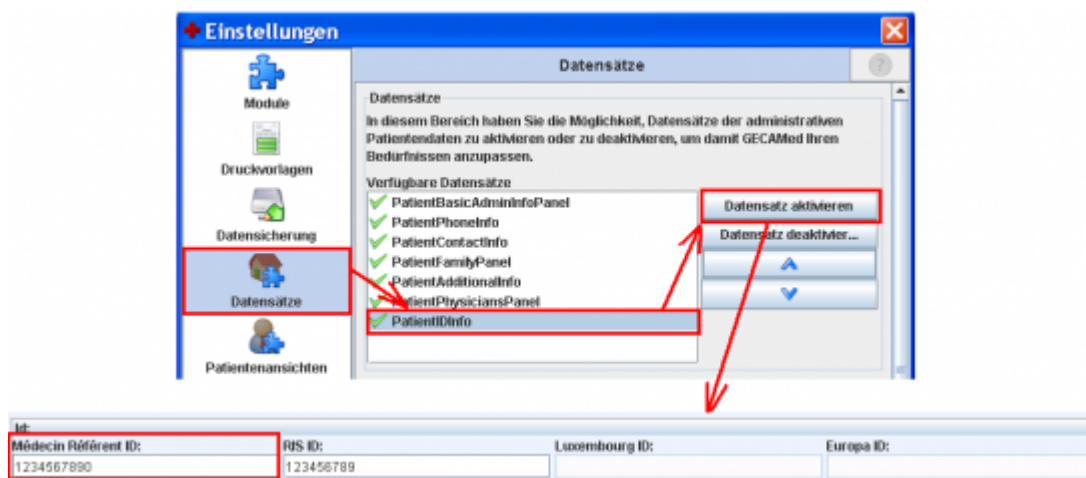 Einstellungen
Datensätze
?
Module
Druckvorlagen
Datensicherung
Datensätze
Patientenansichten
Datensätze
In diesem Bereich haben Sie die Möglichkeit, Datensätze der administrativen
Patientendaten zu aktivieren oder zu deaktivieren, um damit GECAMed Ihren
Bedürfnissen anzupassen.
Verfügbare Datensätze
PatientBasicAdminInfoPanel
PatientPhoneInfo
PatientContactInfo
PatientFamilyPanel
PatientAdditionalInfo
PatientPhysiciansPanel
PatientIDInfo
Datensatz aktivieren
Datensatz deaktivier...
Id:
Médecin Référent ID: RIS ID: Luxembourg ID: Europa ID:
1234567890 123456789